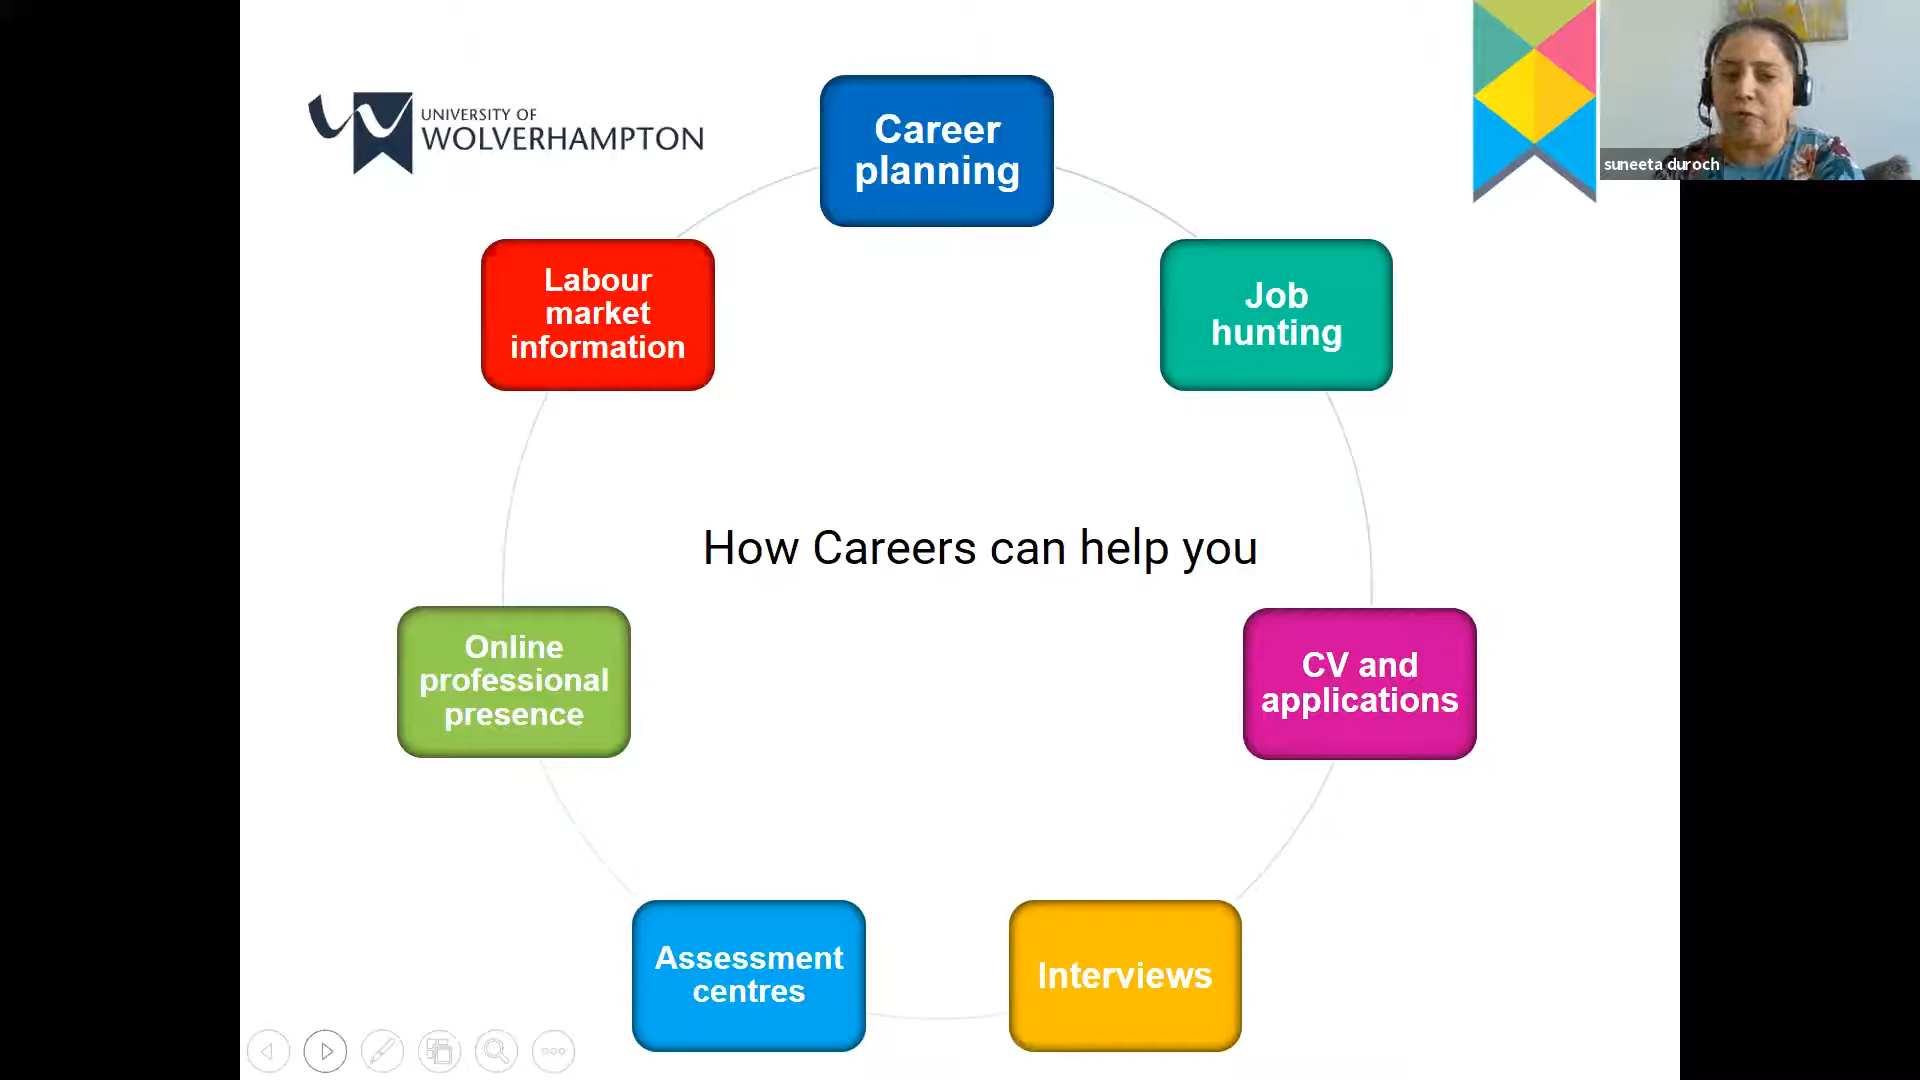 UNIVERSITY OF
WOLVERHAMPTON
Career
planning
suneeta duroch
Labour
market
information
Job
hunting
How Careers can help you
Online
professional
presence
CV and
applications
Assessment
centres
Interviews